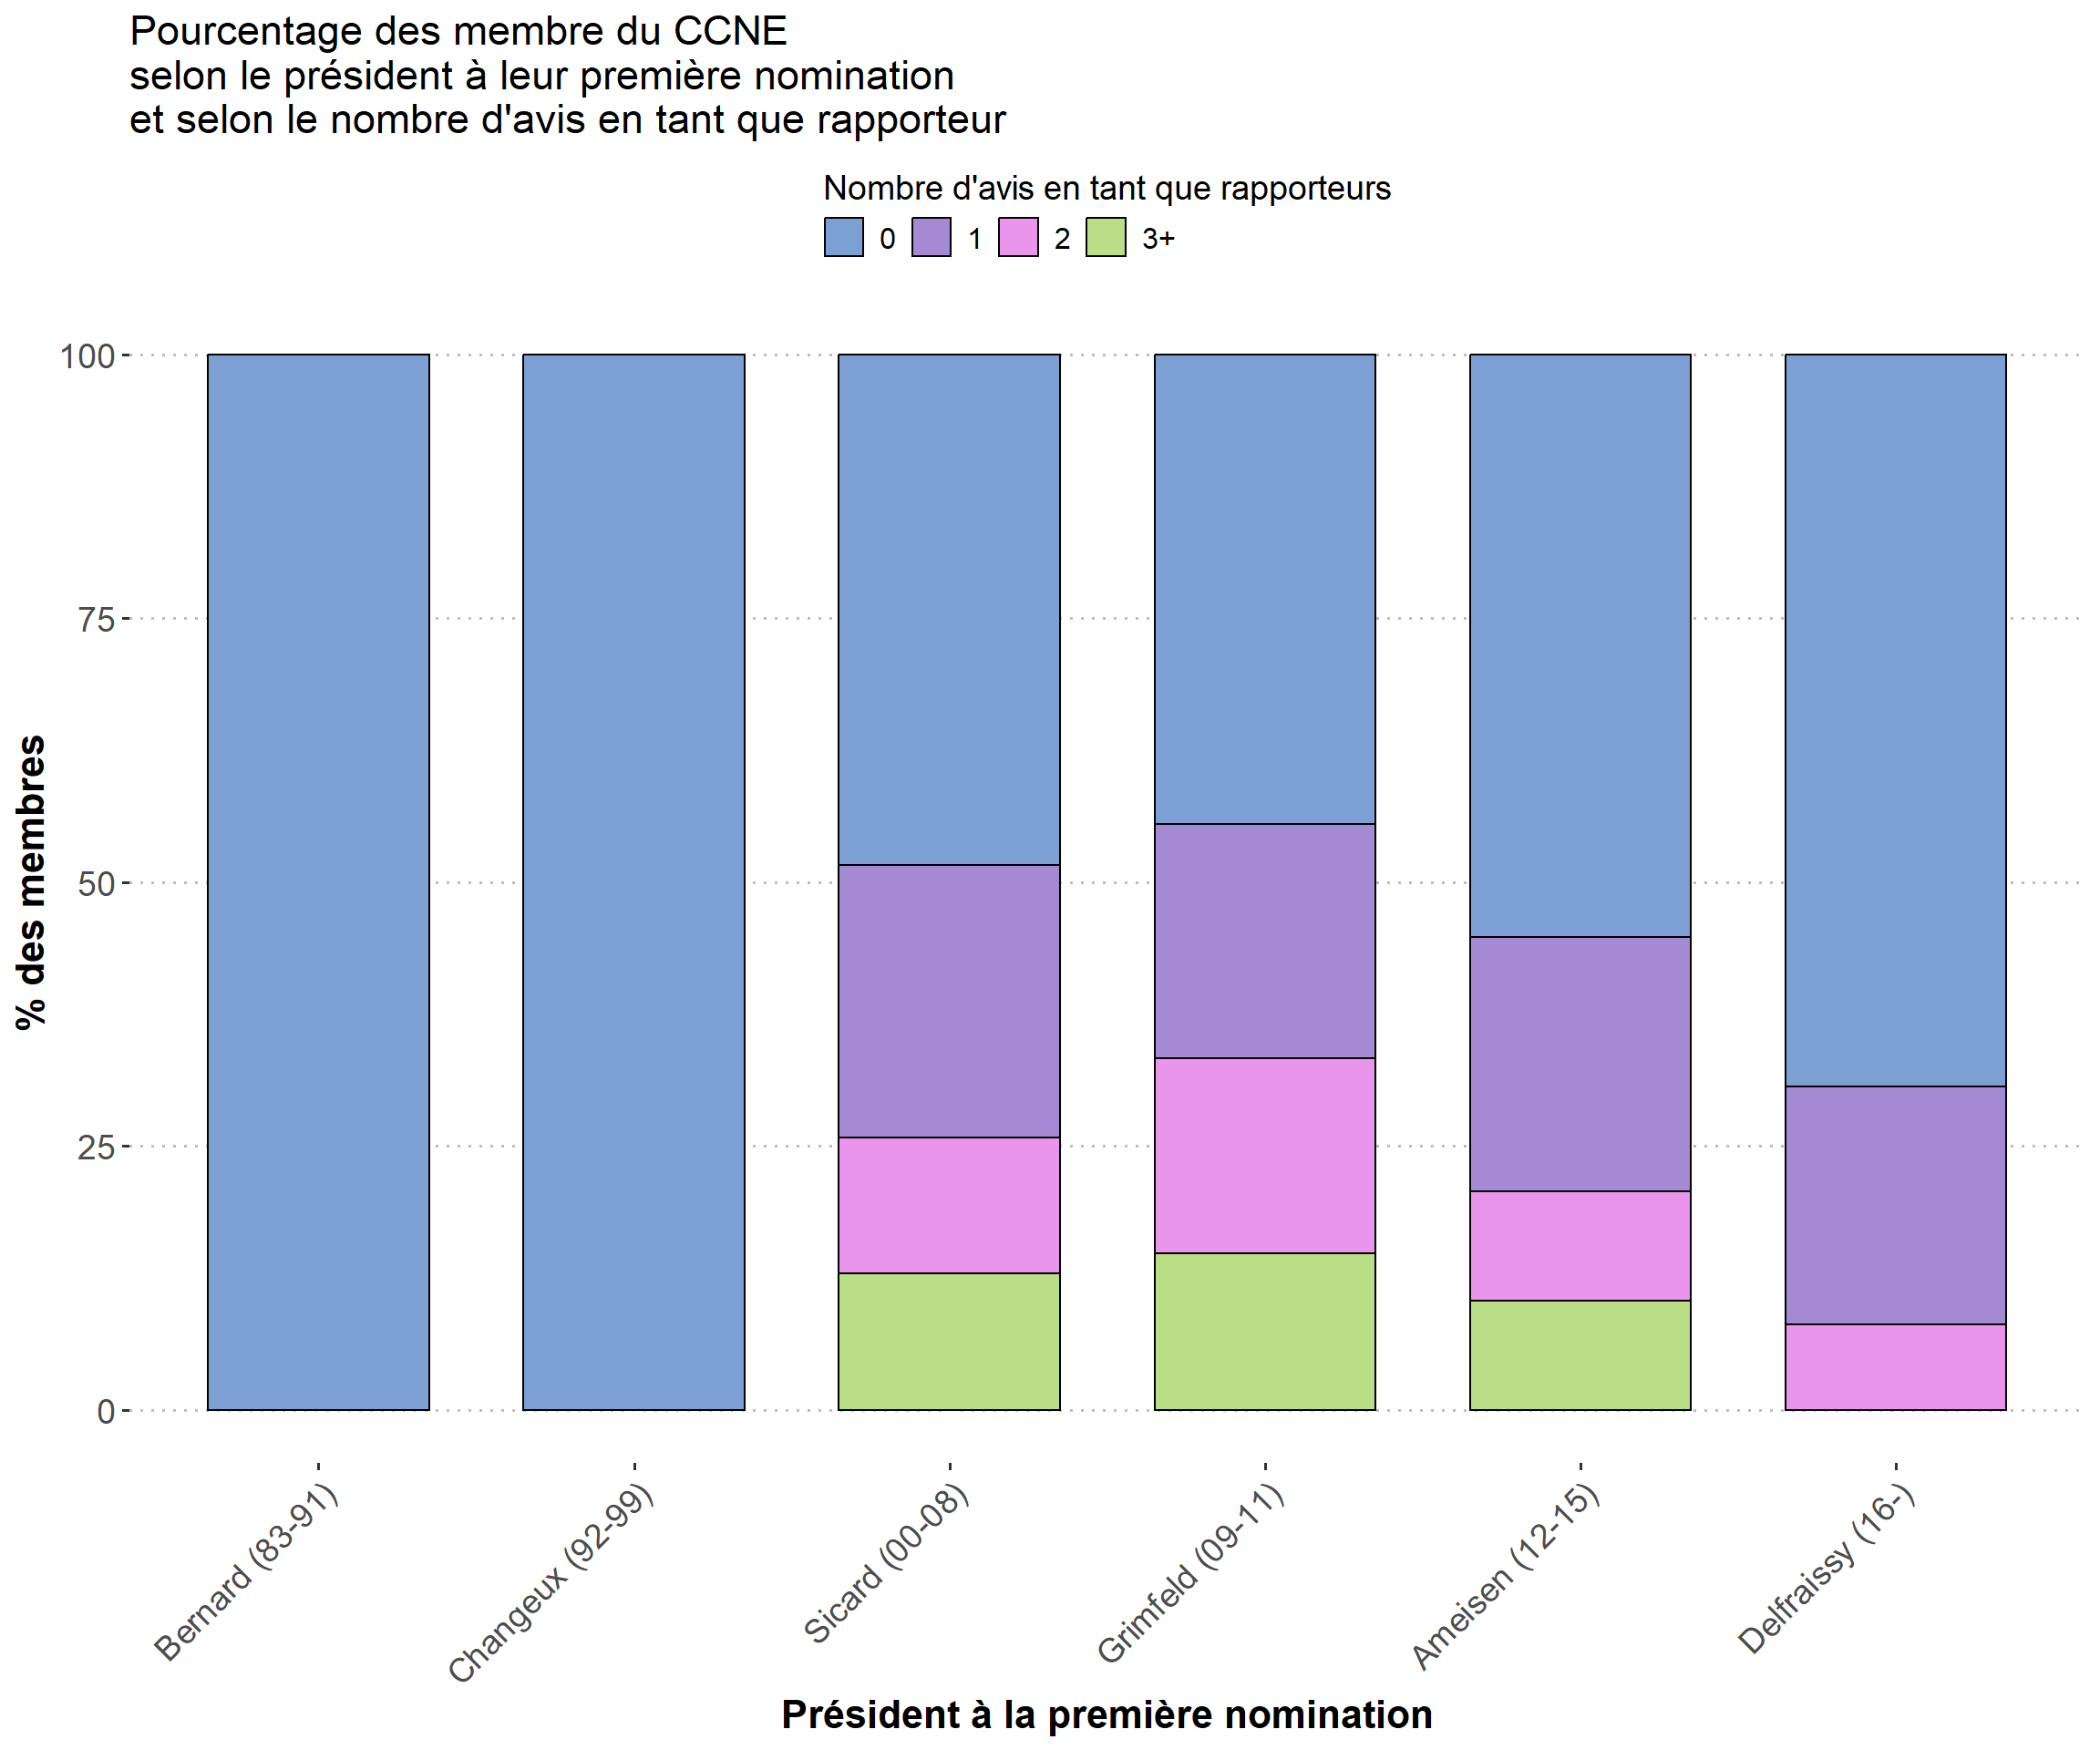 Pourcentage des membre du CCNE
selon le président à leur première nomination
et selon le nombre d'avis en tant que rapporteur
Nombre d'avis en tant que rapporteurs
0 1 2 3+
100
75
50
25
0
% des membres
Bernard (83-91)
Changeux (92-99)
Sicard (00-08)
Grimfeld (09-11)
Ameisen (12-15)
Delfraissy (16-)
Président à la première nomination